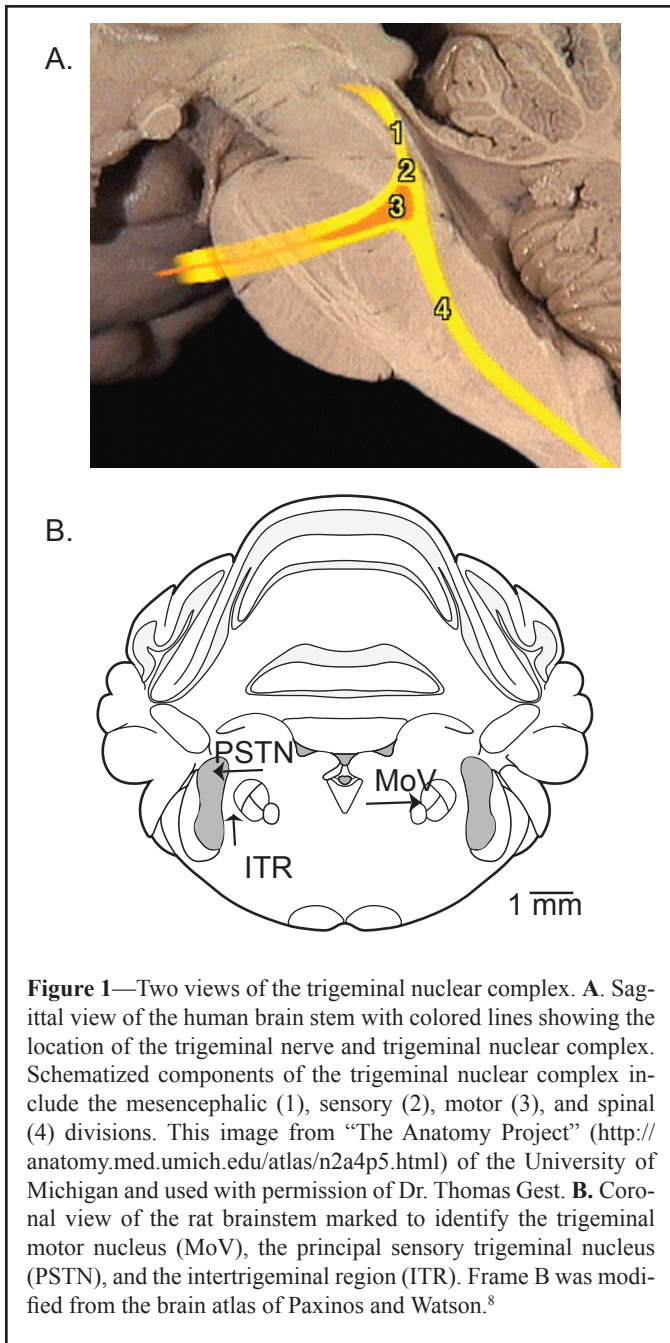 A.
1
2
3
4
B.
PSTN
MoV
ITR
1 mm
Figure 1—Two views of the trigeminal nuclear complex. A. Sag-
ittal view of the human brain stem with colored lines showing the
location of the trigeminal nerve and trigeminal nuclear complex.
Schematized components of the trigeminal nuclear complex in-
clude the mesencephalic (1), sensory (2), motor (3), and spinal
(4) divisions. This image from “The Anatomy Project” (http://
anatomy.med.umich.edu/atlas/n2a4p5.html) of the University of
Michigan and used with permission of Dr. Thomas Gest. B. Coro-
nal view of the rat brainstem marked to identify the trigeminal
motor nucleus (MoV), the principal sensory trigeminal nucleus
(PSTN), and the intertrigeminal region (ITR). Frame B was modi-
fied from the brain atlas of Paxinos and Watson.8